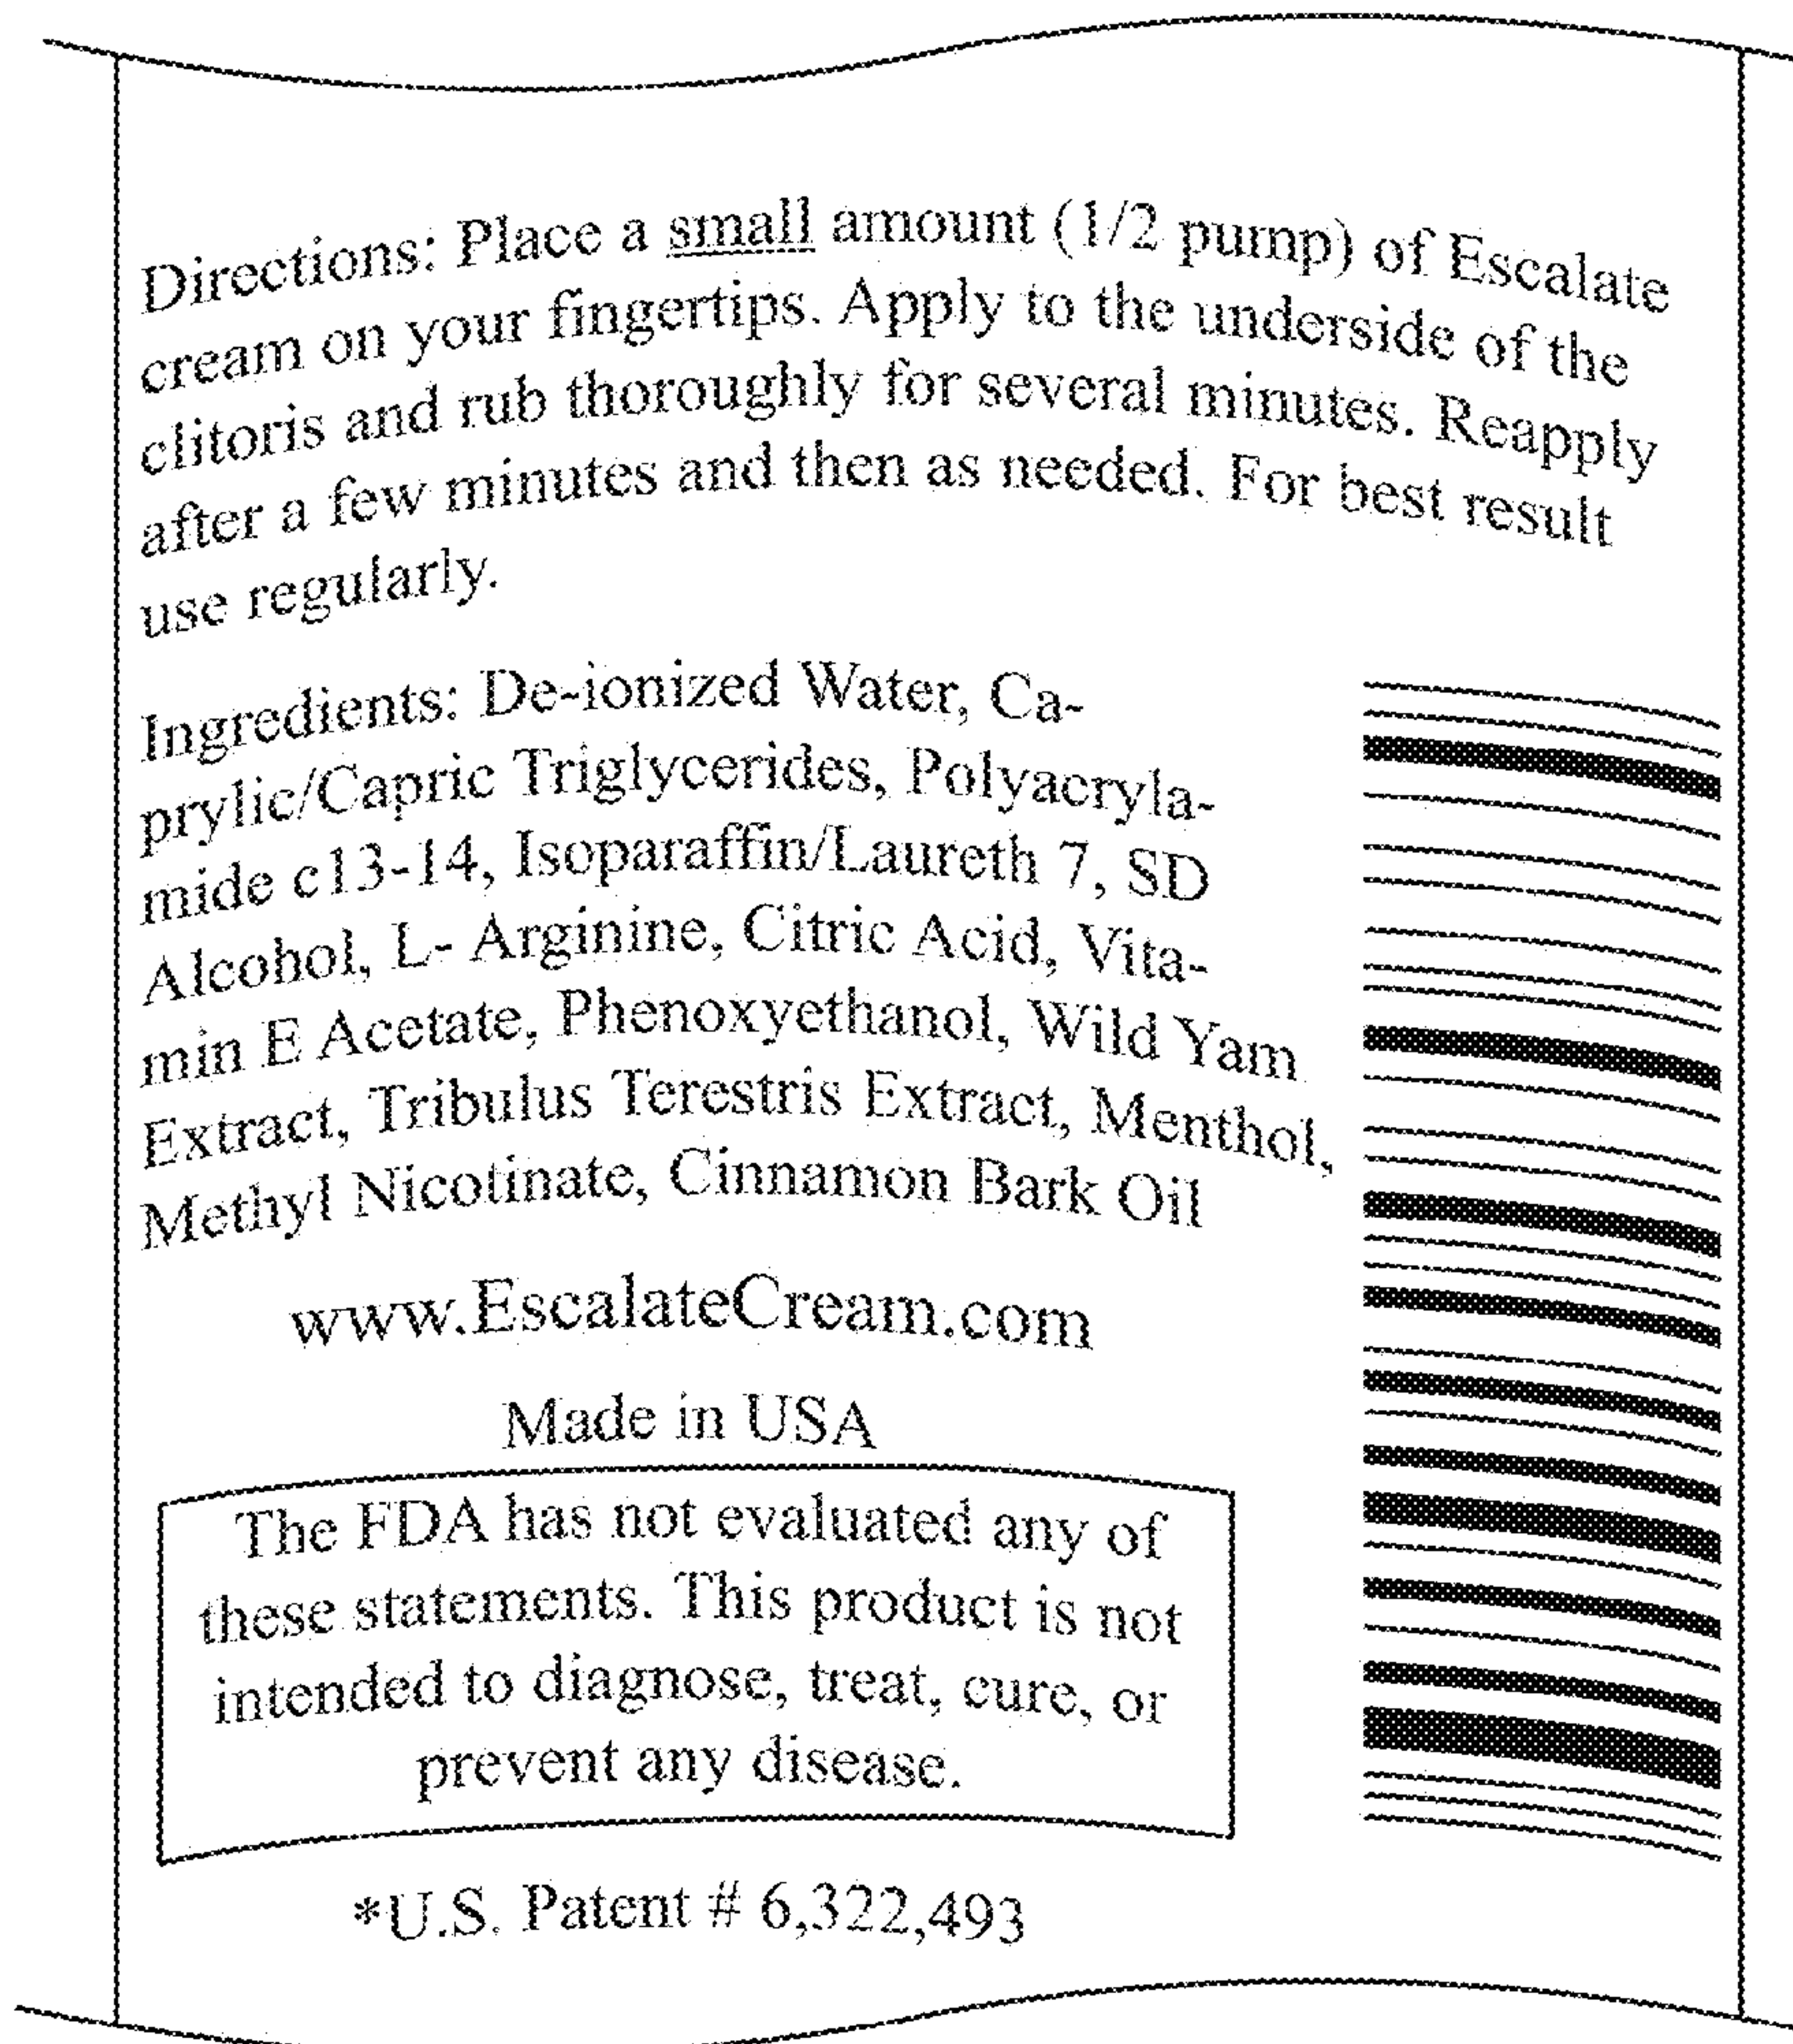 Directions: Place a small amount (1/2 pump) of Escalate
cream on your fingertips. Apply to the underside of the
clitoris and rub thoroughly for several minutes. Reapply
after a few minutes and then as needed. For best result
use regularly.
Ingredients: De-ionized Water, Ca-
prylic/Capric Triglycerides, Polyacryla-
mide c13-14, Isoparaffin/Laureth 7, SD
Alcohol, L- Arginine, Citric Acid, Vita-
min E Acetate, Phenoxyethanol, Wild Yam
Extract, Tribulus Terestris Extract, Menthol,
Methyl Nicotinate, Cinnamon Bark Oil
www.EscalateCream.com
Made in USA
The FDA has not evaluated any of
these statements. This product is not
intended to diagnose, treat, cure, or
prevent any disease.
*U.S. Patent # 6,322,493